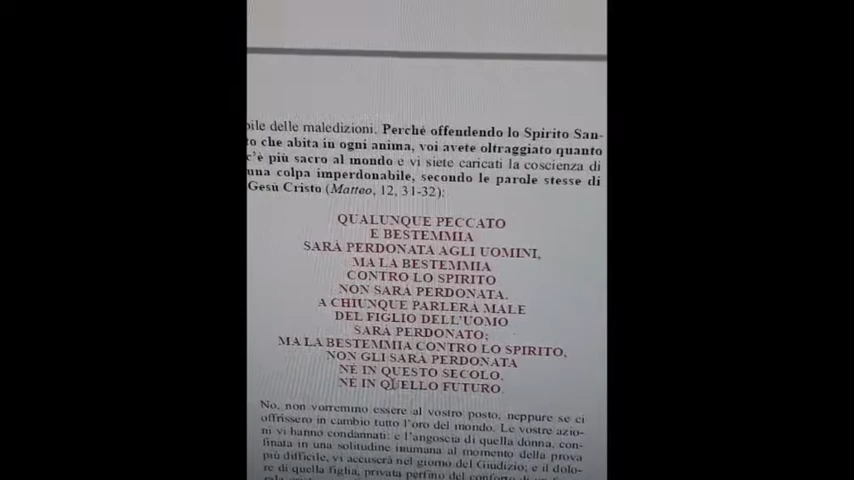 bile delle maledizioni. Perché offendendo lo Spirito San-
to che abita in ogni anima, voi avete oltraggiato quanto
c'è più sacro al mondo e vi siete caricati la coscienza di
una colpa imperdonabile, secondo le parole stesse di
Gesù Cristo (Matteo, 12, 31-32):
QUALUNQUE PECCATO
E BESTEMMIA
SARÀ PERDONATA AGLI UOMINI,
MA LA BESTEMMIA
CONTRO LO SPIRITO
NON SARÀ PERDONATA.
A CHIUNQUE PARLERÀ MALE
DEL FIGLIO DELL'UOMO
SARÀ PERDONATO;
MA LA BESTEMMIA CONTRO LO SPIRITO,
NON GLI SARÀ PERDONATA
NÉ IN QUESTO SECOLO,
NÉ IN QUELLO FUTURO.
No, non vorremmo essere al vostro posto, neppure se ci
offrissero in cambio tutto l'oro del mondo. Le vostre azio-
ni vi hanno condannati: e l'angoscia di quella donna, con-
finata in una solitudine inumana al momento della prova
più difficile, vi accuserà nel giorno del Giudizio; e il dolo-
re di quella figlia, privata perfino del conforto di un